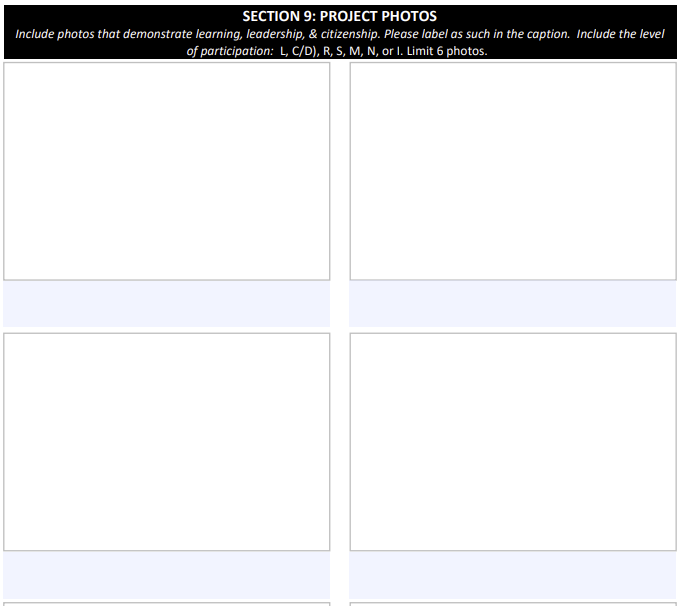 SECTION 9: PROJECT PHOTOS
Include photos that demonstrate learning, leadership, & citizenship. Please label as such in the caption.  Include the level
of participation:  L, C/D), R, S, M, N, or I. Limit 6 photos.